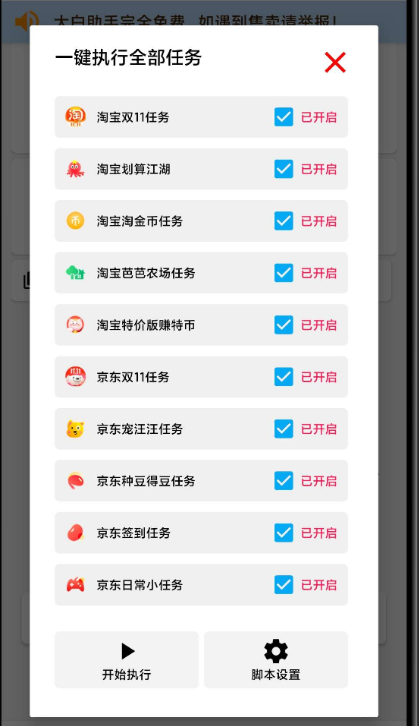 大白助手完全免费，如遇到售卖请举报！
一键执行全部任务
淘宝双11任务 已开启
淘宝划算江湖 已开启
淘宝淘金币任务 已开启
淘宝芭芭农场任务 已开启
淘宝特价版赚特币 已开启
京东双11任务 已开启
京东宠汪汪任务 已开启
京东种豆得豆任务 已开启
京东签到任务 已开启
京东日常小任务 已开启
开始执行 脚本设置